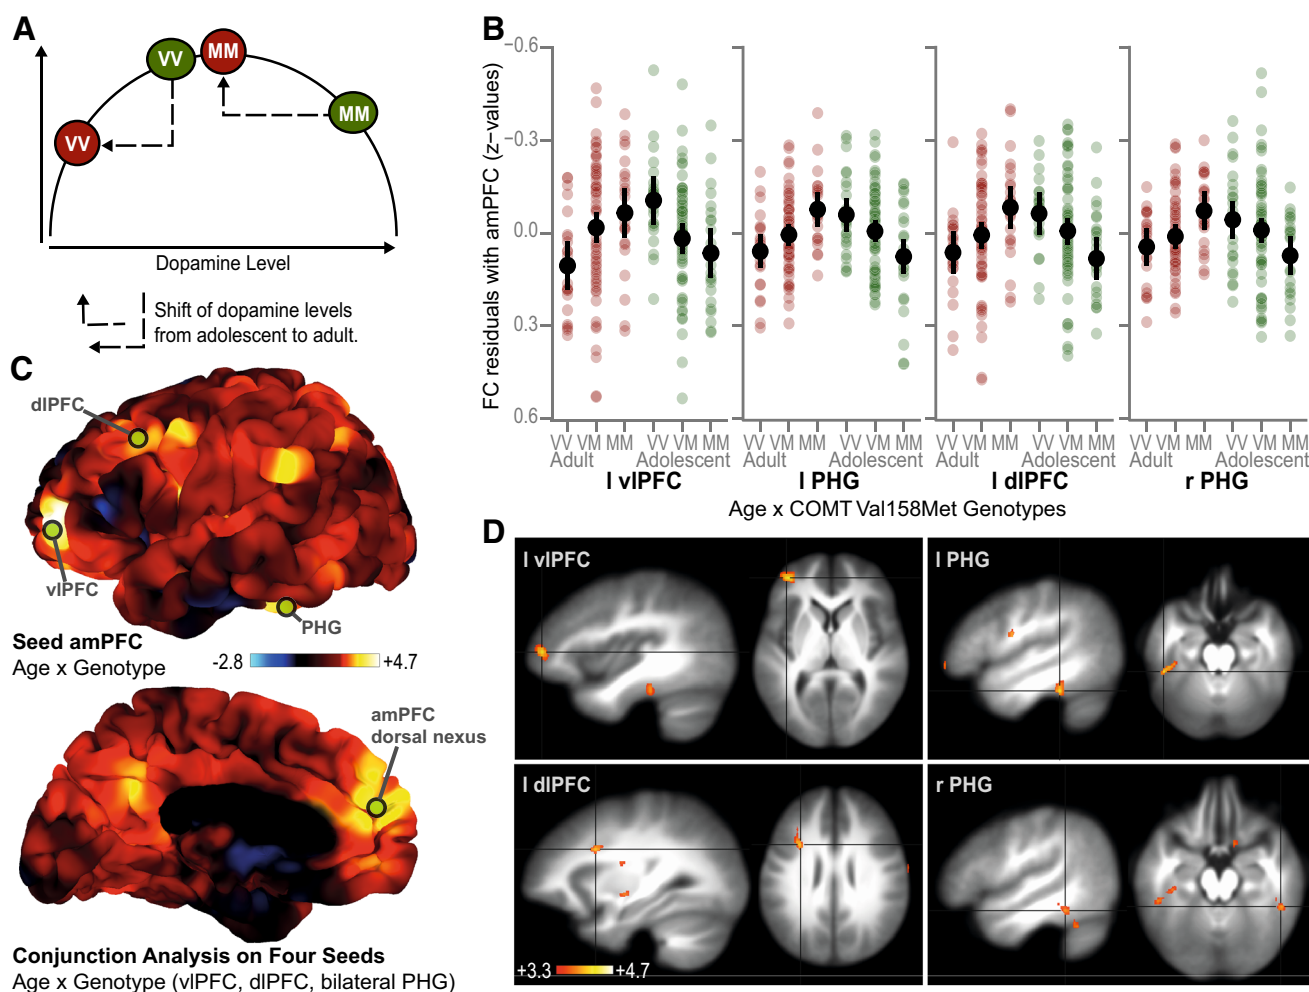 A
VV
MM
VV
MM
Dopamine Level
Shift of dopamine levels
from adolescent to adult.
B
FC residuals with amPFC (z−values)
−0.6
−0.3
0.0
0.3
0.6
VV VM MM VV VM MM
Adult Adolescent
l vlPFC
VV VM MM VV VM MM
Adult Adolescent
l PHG
VV VM MM VV VM MM
Adult Adolescent
l dlPFC
VV VM MM VV VM MM
Adult Adolescent
r PHG
Age x COMT Val158Met Genotypes
C
dlPFC
vlPFC
PHG
Seed amPFC
Age x Genotype
-2.8 +4.7
amPFC
dorsal nexus
Conjunction Analysis on Four Seeds
Age x Genotype (vlPFC, dlPFC, bilateral PHG)
D
l vlPFC
l PHG
l dlPFC
+3.3 +4.7
r PHG